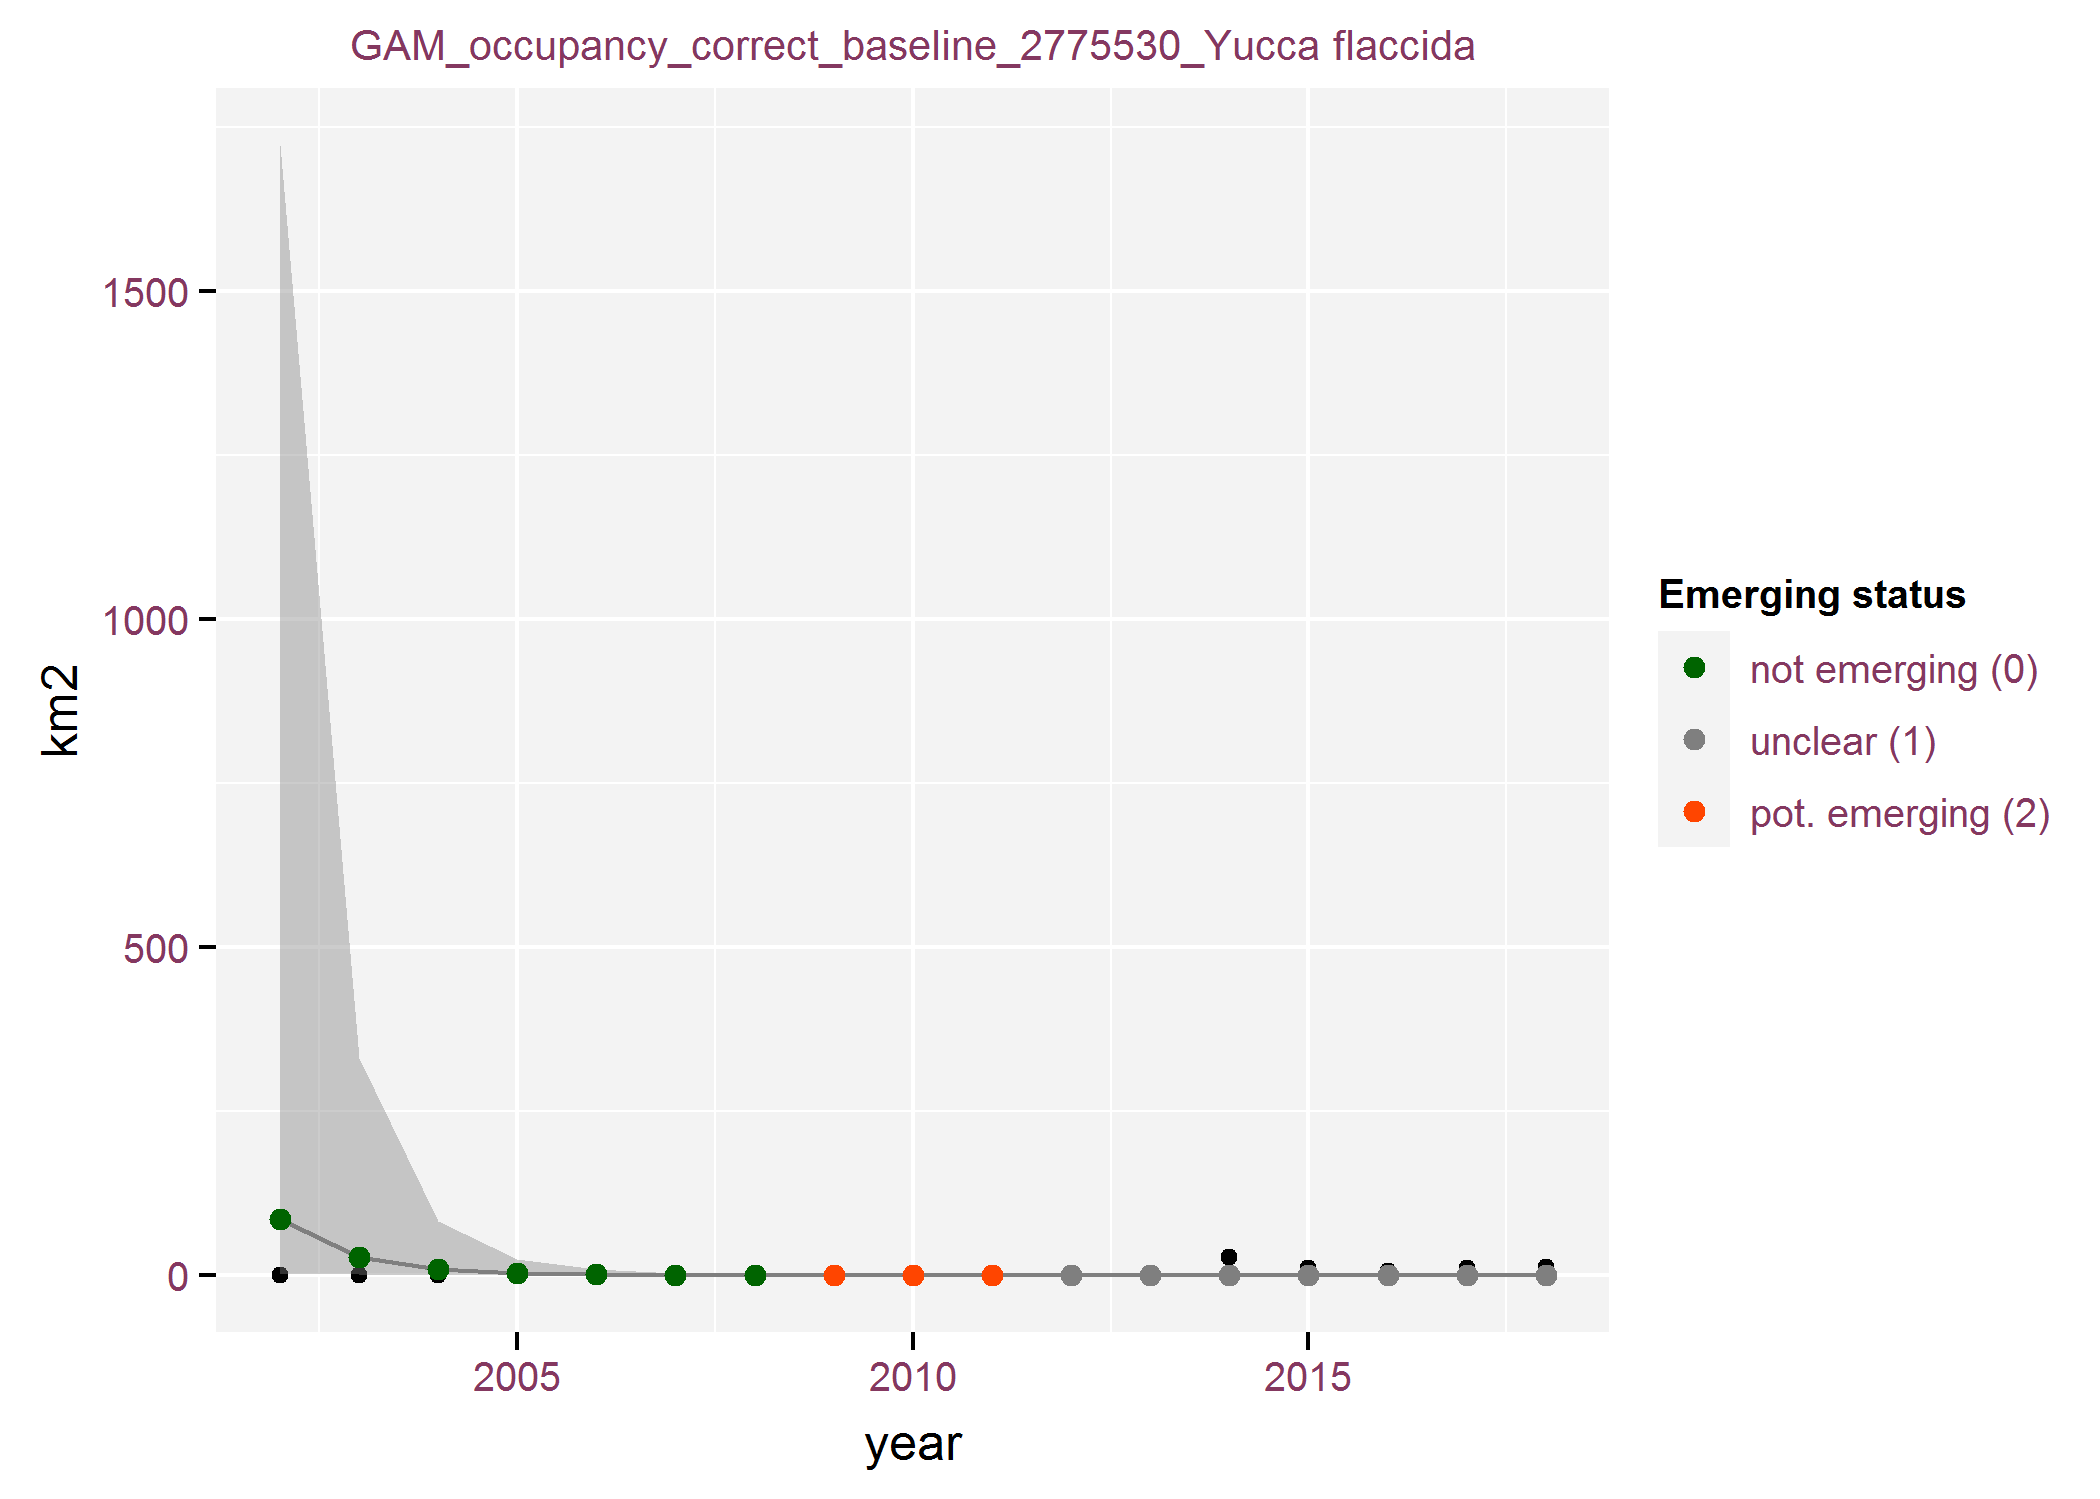 GAM_occupancy_correct_baseline_2775530_Yucca flaccida
1500
1000
500
0
km2
2005
2010
2015
year
Emerging status
not emerging (0)
unclear (1)
pot. emerging (2)